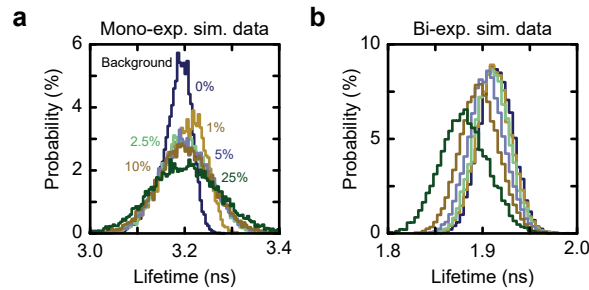 a
Mono-exp. sim. data
Probability (%)
6
4
2
0
Background
0%
1%
2.5%
5%
10%
25%
3.0
3.2
3.4
Lifetime (ns)
b
Bi-exp. sim. data
Probability (%)
10
5
0
1.8
1.9
2.0
Lifetime (ns)